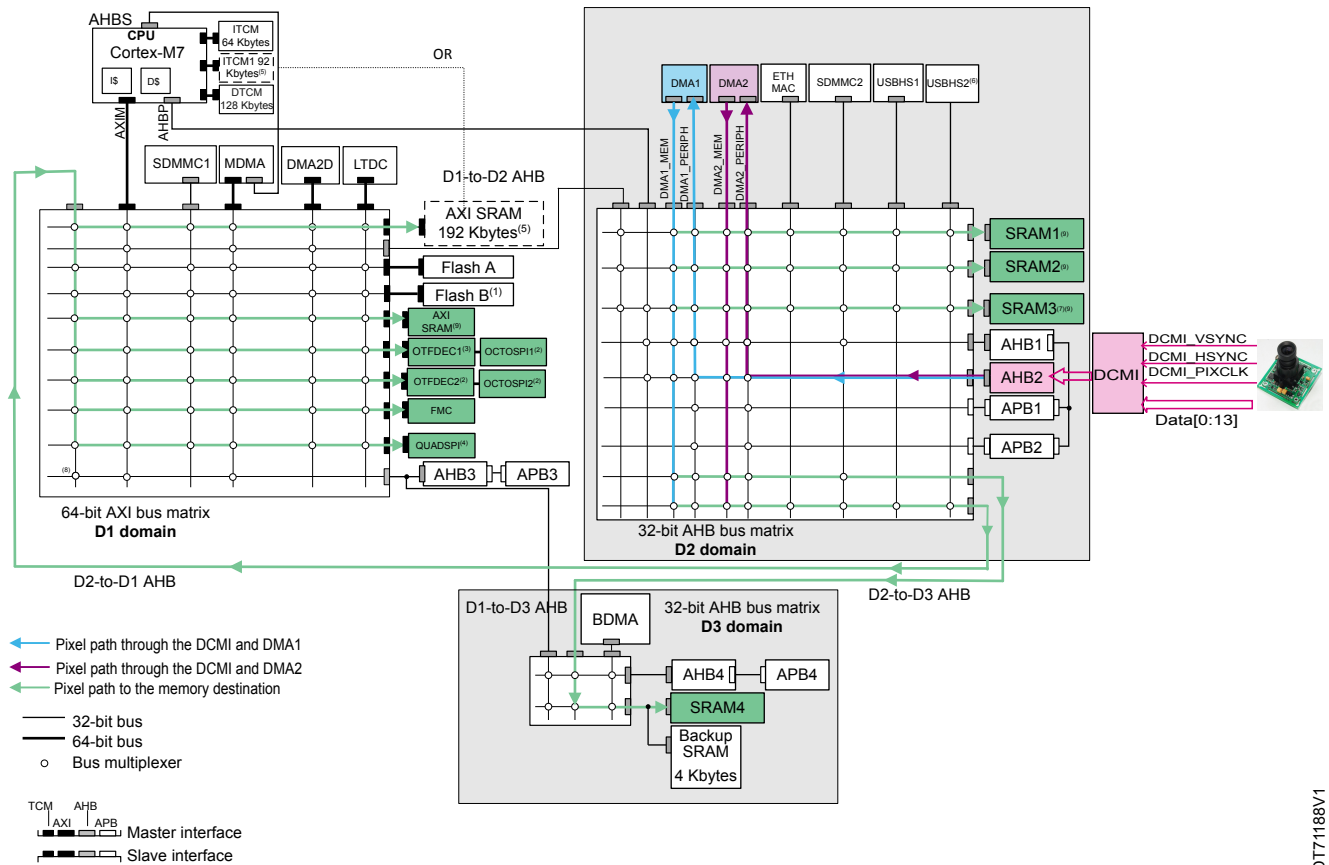 AHBS
CPU
Cortex-M7
I$
D$
ITCM
64 Kbytes
ITCM1 92
Kbytes(5)
DTCM
128 Kbytes
OR
AXIM
AHBP
SDMMC1
MDMA
DMA2D
LTDC
D1-to-D2 AHB
AXI SRAM
192 Kbytes(5)
Flash A
Flash B(1)
AXI
SRAM(9)
OTFDEC1(3)
OCTOSPI1(2)
OTFDEC2(2)
OCTOSPI2(2)
FMC
QUADSPI(4)
(8)
AHB3
APB3
64-bit AXI bus matrix
D1 domain
DMA1
DMA2
ETH
MAC
SDMMC2
USBHS1
USBHS2(6)
DMA1_MEM
DMA1_PERIPH
DMA2_MEM
DMA2_PERIPH
SRAM1(9)
SRAM2(9)
SRAM3(7)(9)
AHB1
AHB2
APB1
APB2
DCMI
DCMI_VSYNC
DCMI_HSYNC
DCMI_PIXCLK
Data[0:13]
32-bit AHB bus matrix
D2 domain
D2-to-D1 AHB
D2-to-D3 AHB
D1-to-D3 AHB
BDMA
32-bit AHB bus matrix
D3 domain
AHB4
APB4
SRAM4
Backup
SRAM
4 Kbytes
Pixel path through the DCMI and DMA1
Pixel path through the DCMI and DMA2
Pixel path to the memory destination
32-bit bus
64-bit bus
Bus multiplexer
TCM
AHB
AXI
APB
Master interface
Slave interface
DT71188V1